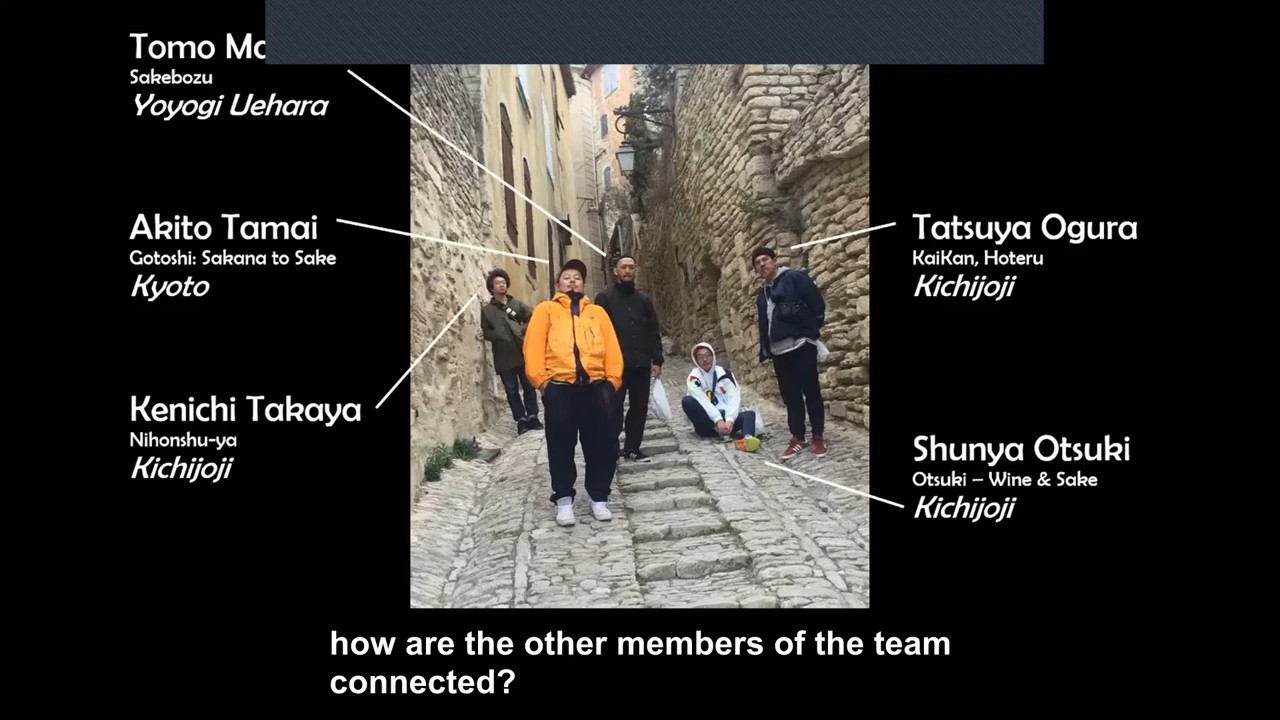 Tomo
Sakebozu
Yoyogi Uehara
Akito Tamai
Gotoshi: Sakana to Sake
Kyoto
Kenichi Takaya
Nihonshu-ya
Kichijoji
Tatsuya Ogura
KaiKan, Hoteru
Kichijoji
Shunya Otsuki
Otsuki – Wine & Sake
Kichijoji
how are the other members of the team
connected?